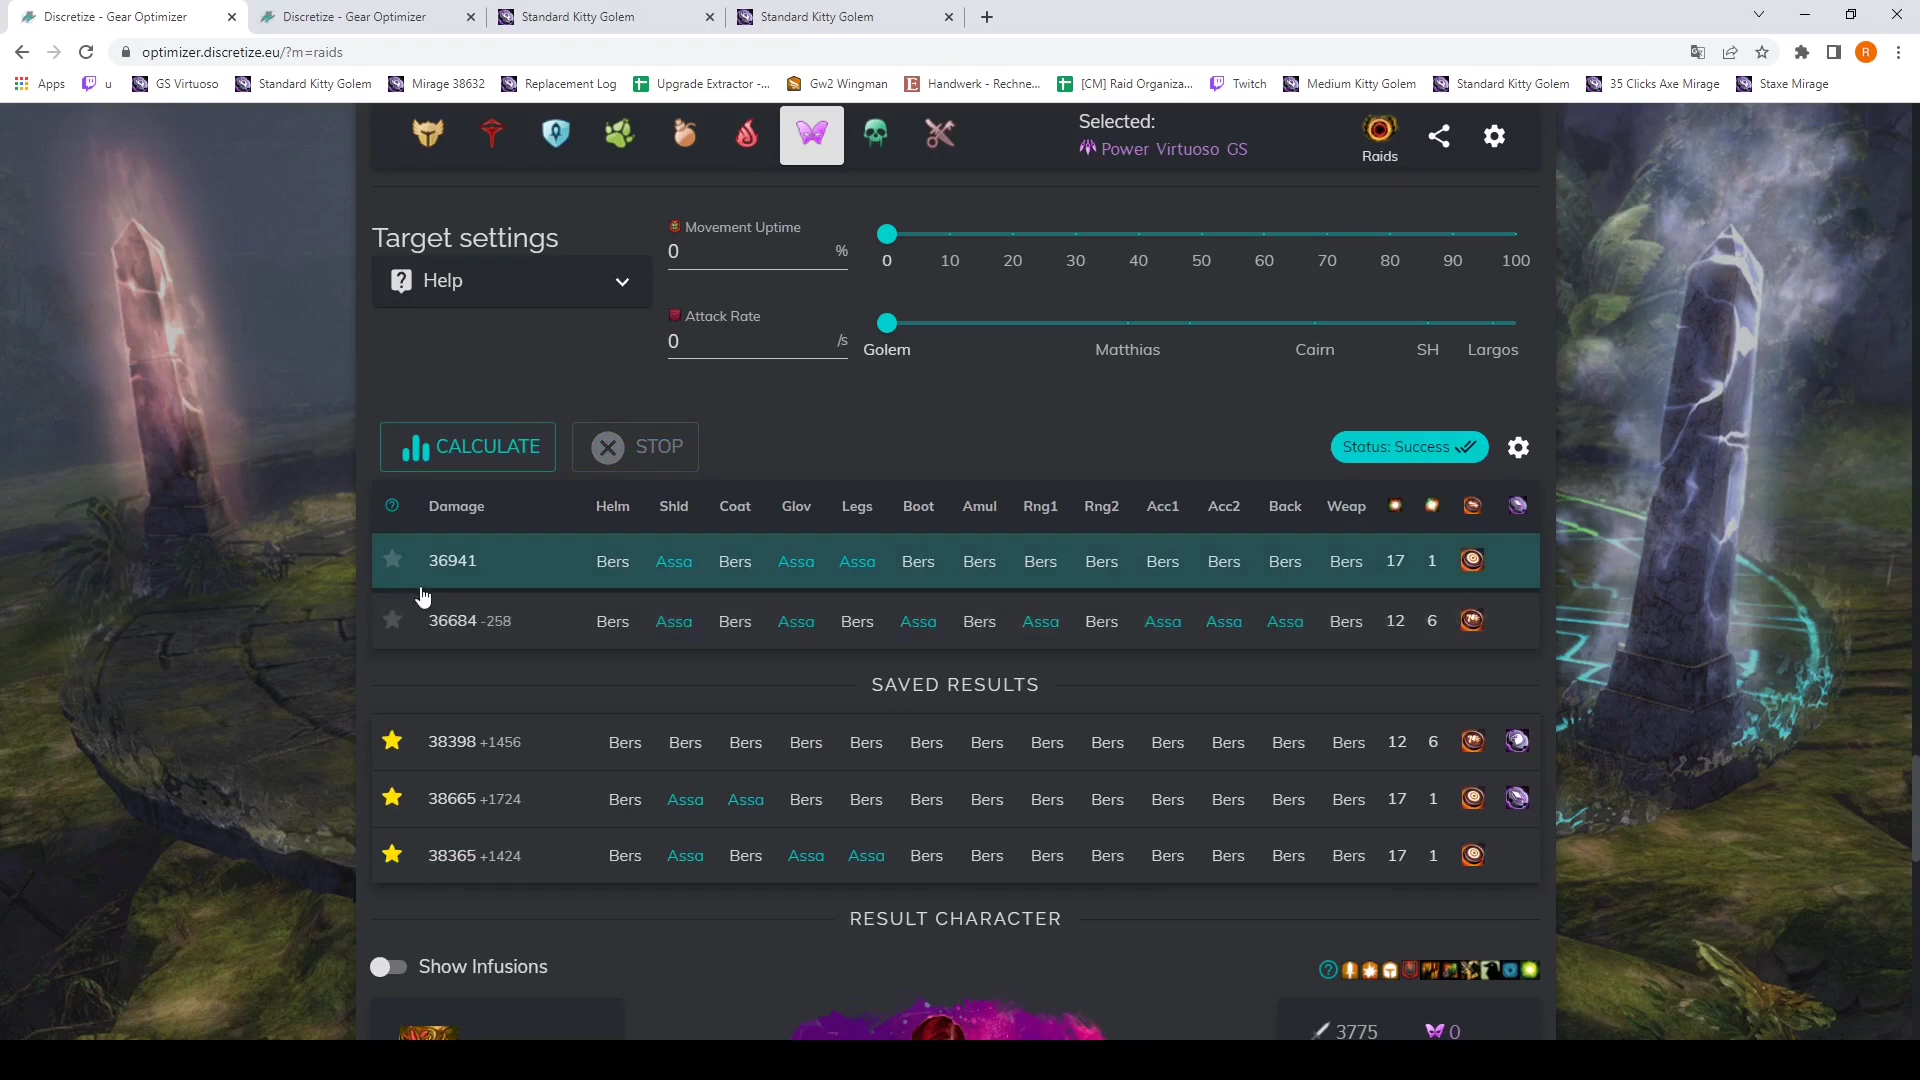 Discretize - Gear Optimizer
Discretize - Gear Optimizer
Standard Kitty Golem
Standard Kitty Golem
optimizer.discretize.eu/?m=raids
R
Apps u GS Virtuoso Standard Kitty Golem Mirage 38632 Replacement Log Upgrade Extractor -... Gw2 Wingman Handwerk - Rechne... [CM] Raid Organiza... Twitch Medium Kitty Golem Standard Kitty Golem 35 Clicks Axe Mirage Staxe Mirage
Selected:
Power Virtuoso GS
Raids
Target settings
Help
Movement Uptime
0 %
0 10 20 30 40 50 60 70 80 90 100
Attack Rate
0 /s
Golem Matthias Cairn SH Largos
CALCULATE STOP Status: Success
Damage Helm Shld Coat Glov Legs Boot Amul Rng1 Rng2 Acc1 Acc2 Back Weap
36941 Bers Assa Bers Assa Assa Bers Bers Bers Bers Bers Bers Bers Bers 17 1
36684 -258 Bers Assa Bers Assa Bers Assa Bers Assa Bers Assa Assa Assa Bers 12 6
SAVED RESULTS
38398 +1456 Bers Bers Bers Bers Bers Bers Bers Bers Bers Bers Bers Bers Bers 12 6
38665 +1724 Bers Assa Assa Bers Bers Bers Bers Bers Bers Bers Bers Bers Bers 17 1
38365 +1424 Bers Assa Bers Assa Assa Bers Bers Bers Bers Bers Bers Bers Bers 17 1
RESULT CHARACTER
Show Infusions
3775 0